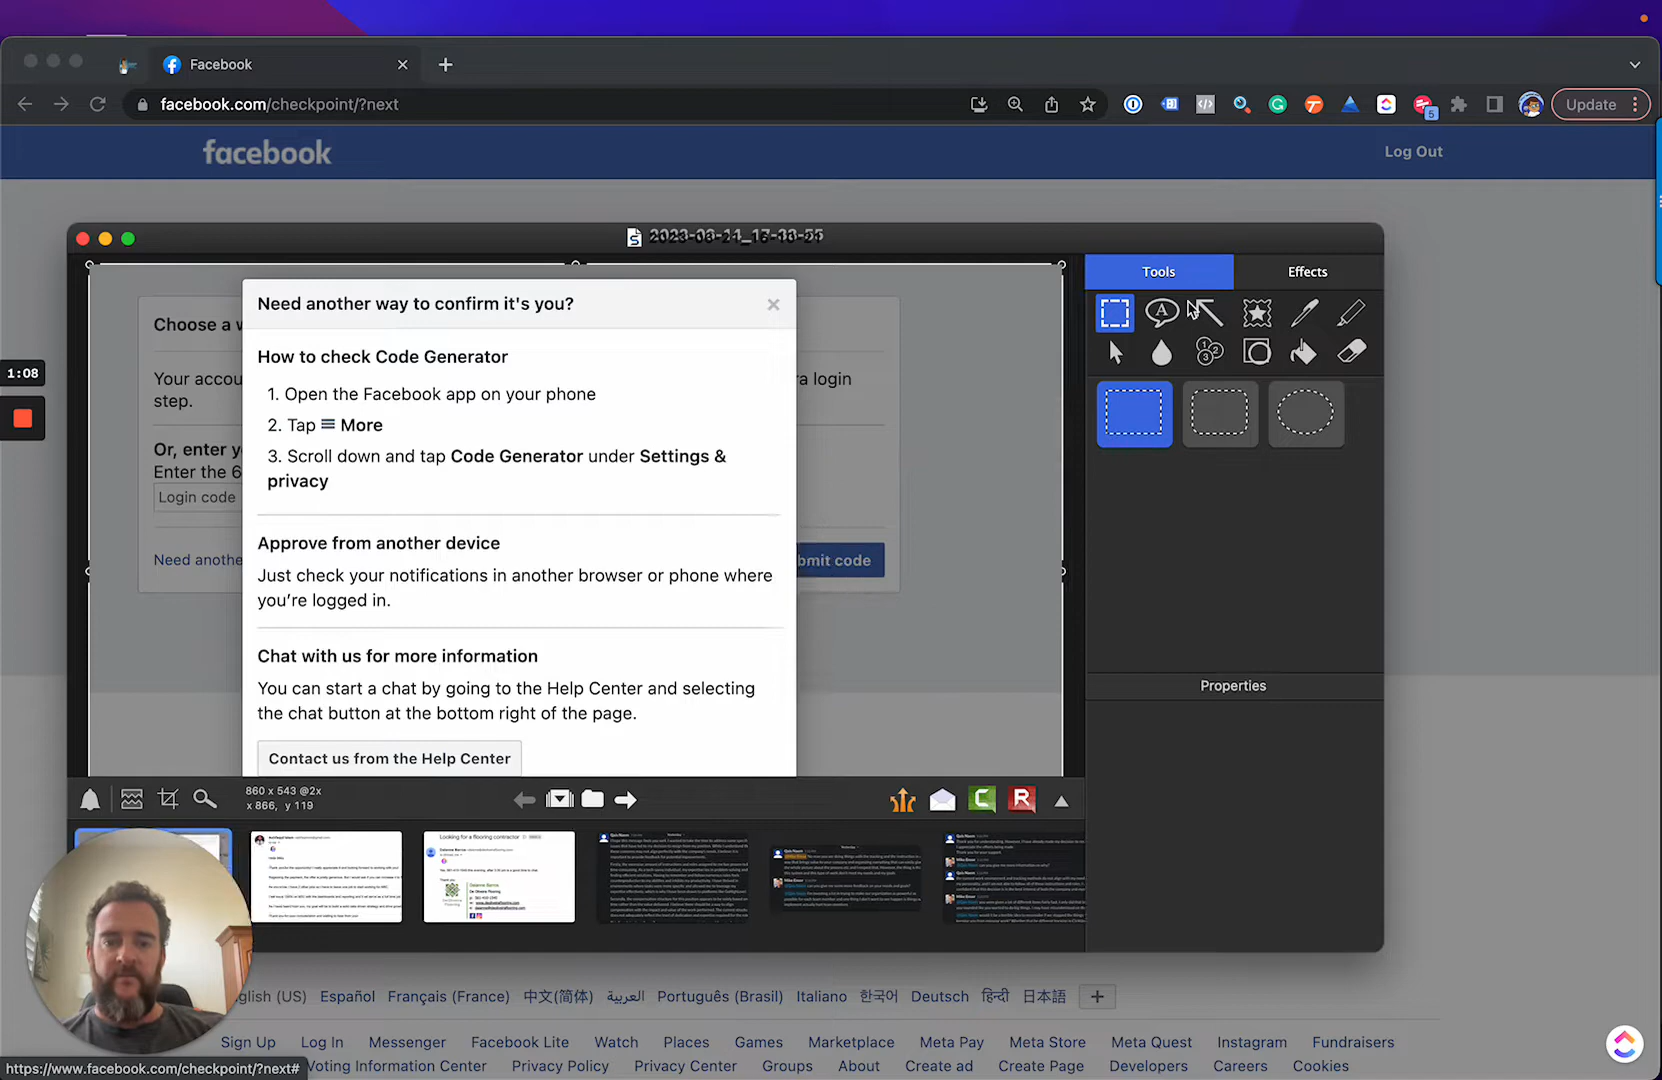 Facebook
facebook.com/checkpoint/?next
5
Update
facebook
Log Out
Tools
Effects
Need another way to confirm it's you?
Choose a w
How to check Code Generator
Your accou
ra login
step.
1. Open the Facebook app on your phone
2. Tap More
Or, enter y
3. Scroll down and tap Code Generator under Settings &
Enter the 6
privacy
Login code
1:08
Approve from another device
Need anothe
bmit code
Just check your notifications in another browser or phone where
you're logged in.
Chat with us for more information
You can start a chat by going to the Help Center and selecting
the chat button at the bottom right of the page.
Contact us from the Help Center
Properties
860 x 543 @2x
x 866, y 119
Looking for a flooring contractor
glish (US)
Español
Français (France)
中文(简体)
العربية
Português (Brasil)
Italiano
한국어
Deutsch
हिन्दी
日本語
Sign Up
Log In
Messenger
Facebook Lite
Watch
Places
Games
Marketplace
Meta Pay
Meta Store
Meta Quest
Instagram
Fundraisers
Voting Information Center
Privacy Policy
Privacy Center
Groups
About
Create ad
Create Page
Developers
Careers
Cookies
https://www.facebook.com/checkpoint/?next#